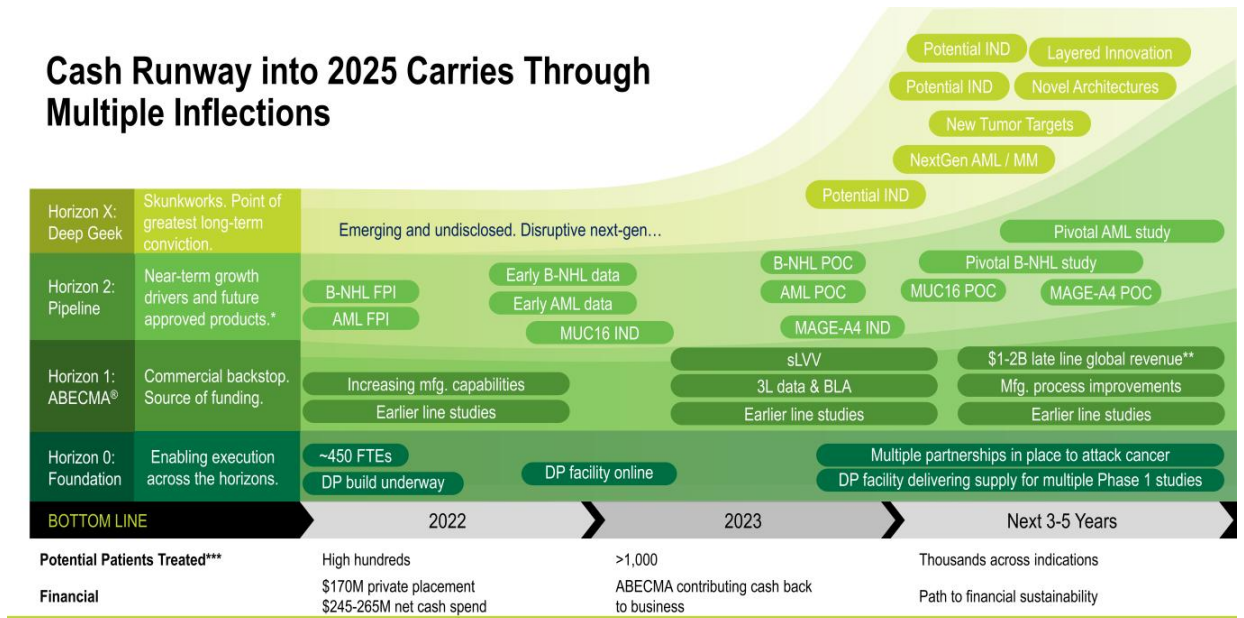 Cash Runway into 2025 Carries Through
Multiple Inflections
Potential IND
Layered Innovation
Potential IND
Novel Architectures
New Tumor Targets
NextGen AML / MM
Potential IND
Horizon X:
Deep Geek
Skunkworks. Point of
greatest long-term
conviction.
Emerging and undisclosed. Disruptive next-gen…
Pivotal AML study
Horizon 2:
Pipeline
Near-term growth
drivers and future
approved products.*
B-NHL FPI
AML FPI
Early B-NHL data
Early AML data
MUC16 IND
B-NHL POC
AML POC
MAGE-A4 IND
Pivotal B-NHL study
MUC16 POC
MAGE-A4 POC
Horizon 1:
ABECMA®
Commercial backstop.
Source of funding.
Increasing mfg. capabilities
Earlier line studies
sLVV
3L data & BLA
Earlier line studies
$1-2B late line global revenue**
Mfg. process improvements
Earlier line studies
Horizon 0:
Foundation
Enabling execution
across the horizons.
~450 FTEs
DP build underway
DP facility online
Multiple partnerships in place to attack cancer
DP facility delivering supply for multiple Phase 1 studies
BOTTOM LINE
2022
2023
Next 3-5 Years
Potential Patients Treated***
High hundreds
>1,000
Thousands across indications
Financial
$170M private placement
$245-265M net cash spend
ABECMA contributing cash back
to business
Path to financial sustainability